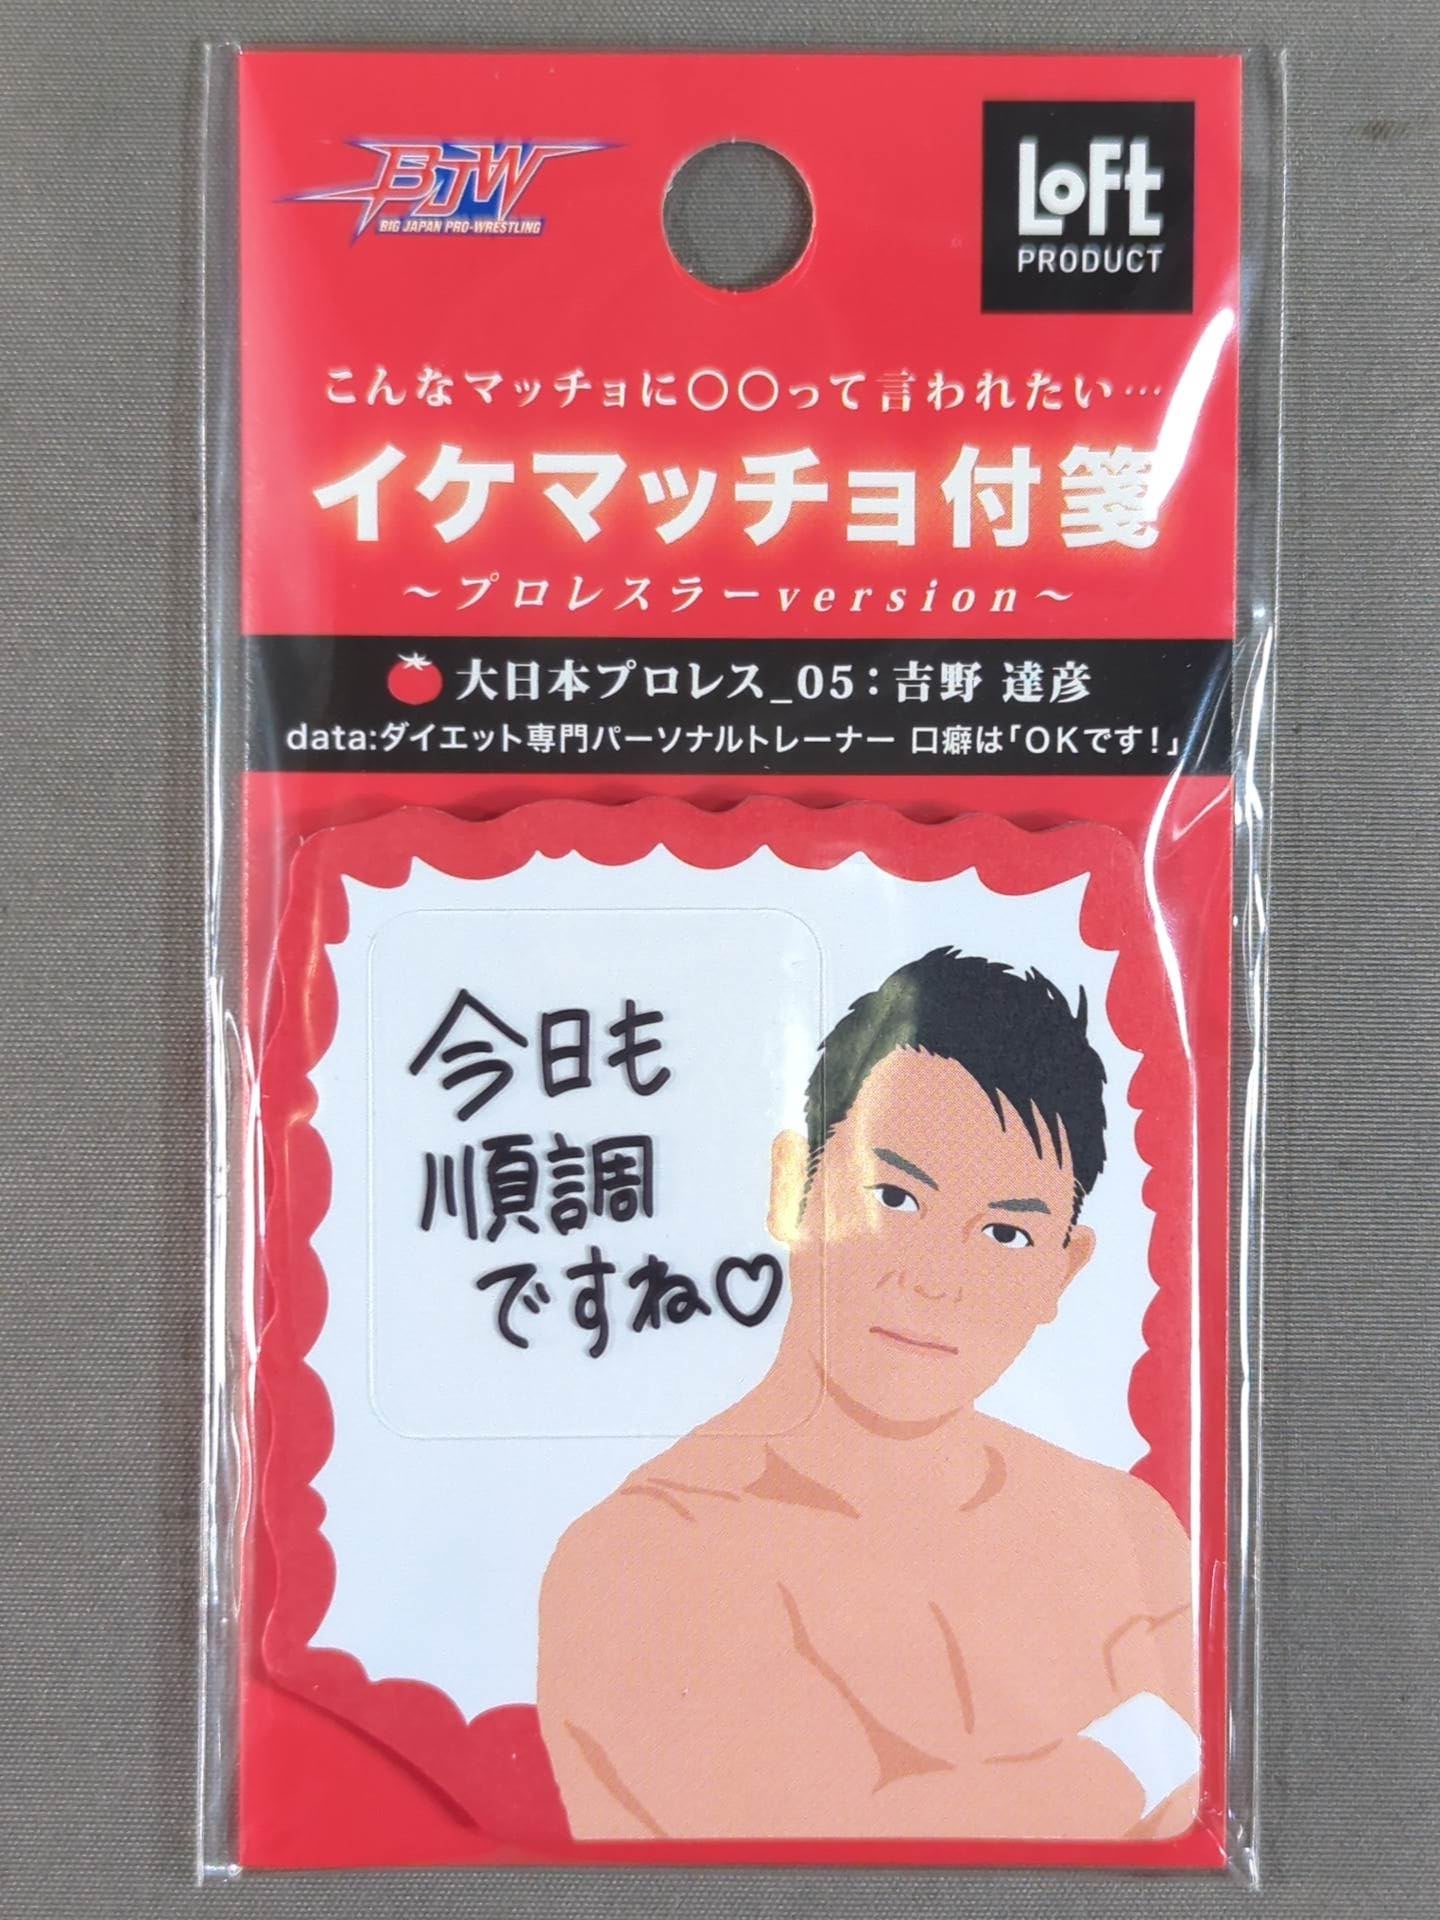 BJW
BIG JAPAN PRO-WRESTLING
LOFt
PRODUCT
こんなマッチョに〇〇って言われたい…
イケマッチョ付箋
～プロレスラーversion～
大日本プロレス_05：吉野 達彦
data:ダイエット専門パーソナルトレーナー 口癖は「OKです！」
今日も
順調
ですね♡